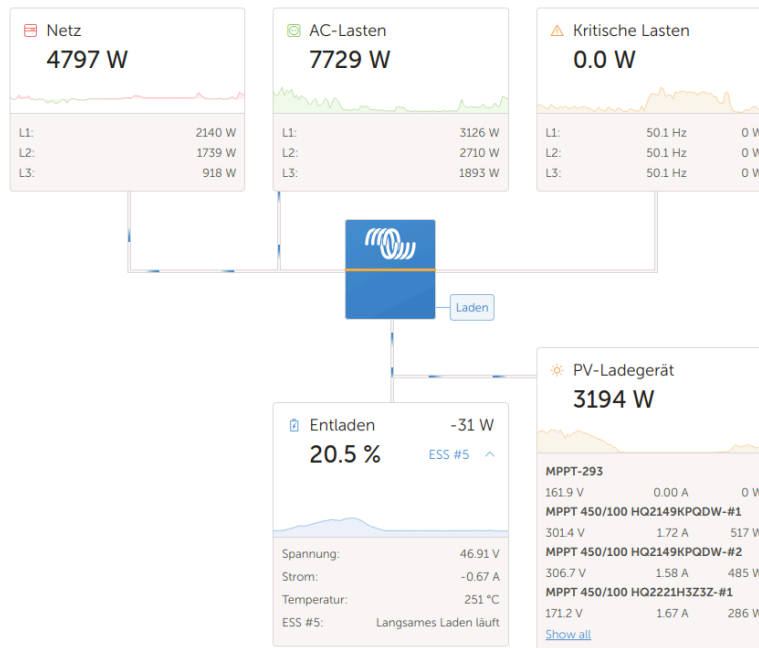 Netz
4797 W
L1: 2140 W
L2: 1739 W
L3: 918 W
AC-Lasten
7729 W
L1: 3126 W
L2: 2710 W
L3: 1893 W
Kritische Lasten
0.0 W
L1: 50.1 Hz 0 W
L2: 50.1 Hz 0 W
L3: 50.1 Hz 0 W
Laden
Entladen -31 W
20.5 % ESS #5
Spannung: 46.91 V
Strom: -0.67 A
Temperatur: 251 °C
ESS #5: Langsames Laden läuft
PV-Ladegerät
3194 W
MPPT-293
161.9 V 0.00 A 0 W
MPPT 450/100 HQ2149KPQDW-#1
301.4 V 1.72 A 517 W
MPPT 450/100 HQ2149KPQDW-#2
306.7 V 1.58 A 485 W
MPPT 450/100 HQ2221H3Z3Z-#1
171.2 V 1.67 A 286 W
Show all